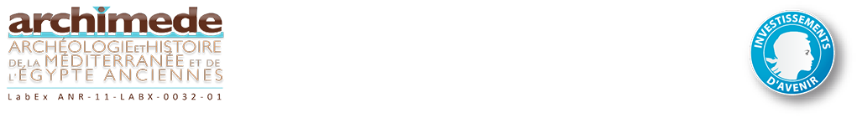 archimede
ARCHÉOLOGIE ET HISTOIRE
DE LA MÉDITERRANÉE ET DE
L'ÉGYPTE ANCIENNES
LabEx ANR-11-LABX-0032-01
INVESTISSEMENTS
D'AVENIR